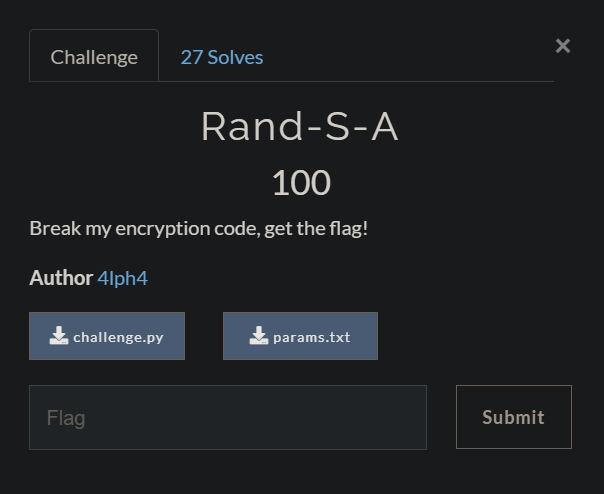 Challenge
27 Solves
×
Rand-S-A
100
Break my encryption code, get the flag!
Author 4lph4
challenge.py
params.txt
Flag
Submit